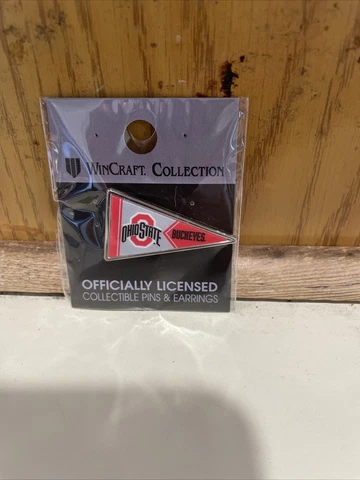 WINCRAFT. COLLECTION
OHIO STATE
BUCKEYES
OFFICIALLY LICENSED
COLLECTIBLE PINS & EARRINGS